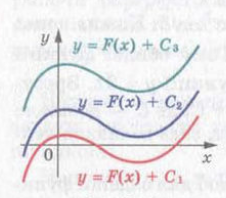 y
y = F(x) + C₃
y = F(x) + C₂
0
x
y = F(x) + C₁